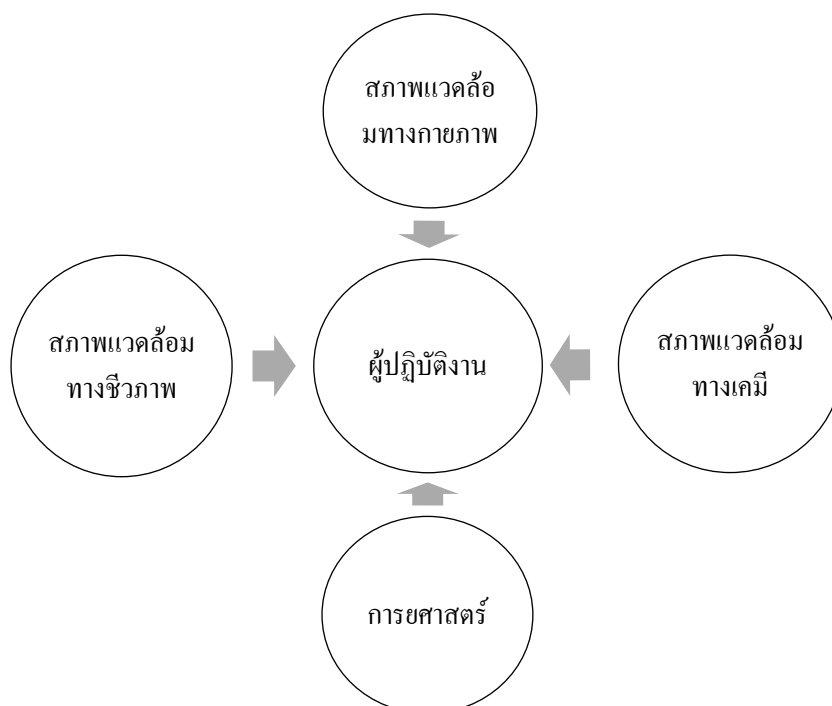 สภาพแวดล้อ
มทางกายภาพ
สภาพแวดล้อม
ทางชีวภาพ
ผู้ปฏิบัติงาน
สภาพแวดล้อม
ทางเคมี
การยศาสตร์